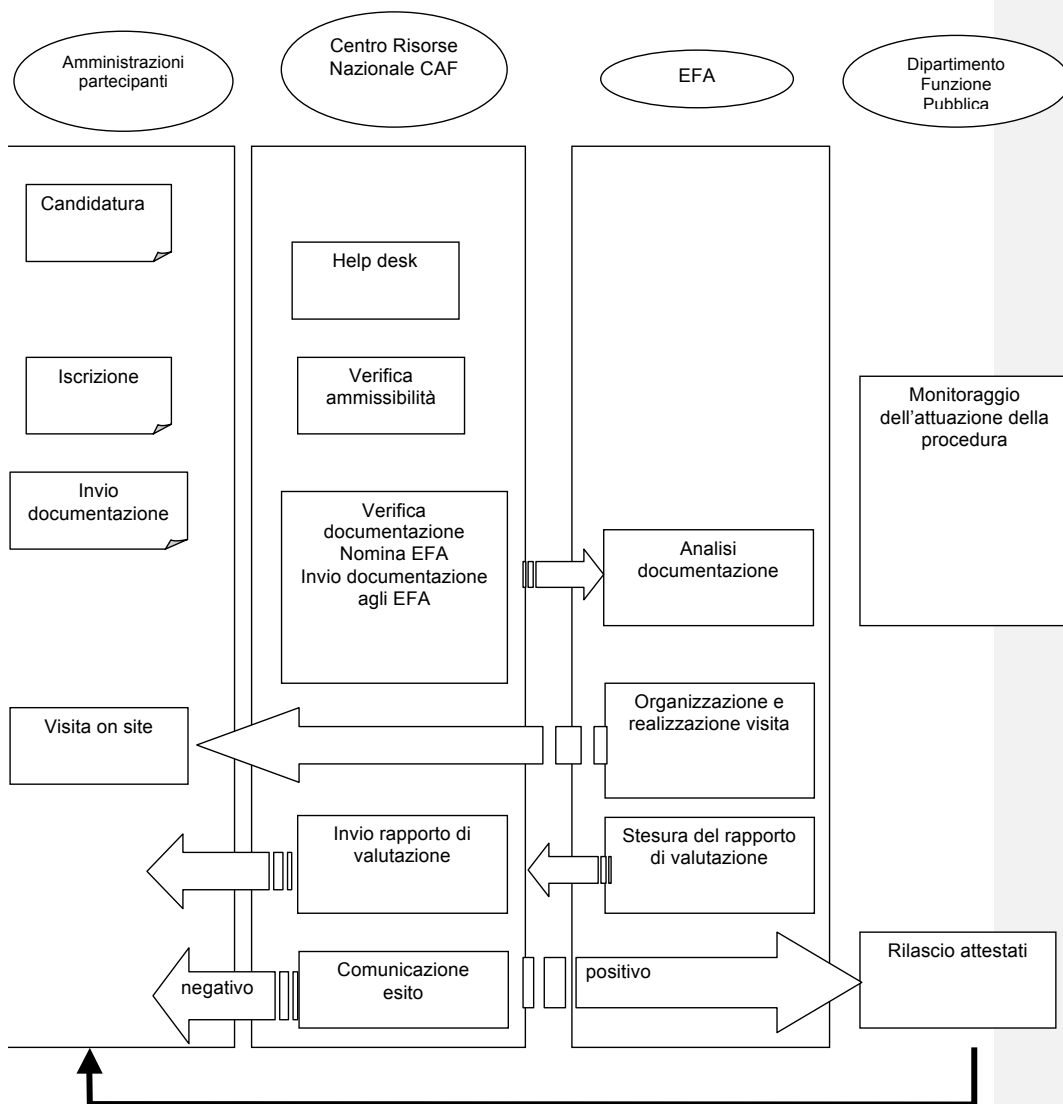 Amministrazioni
partecipanti
Centro Risorse
Nazionale CAF
EFA
Dipartimento
Funzione
Pubblica
Candidatura
Help desk
Iscrizione
Verifica
ammissibilità
Monitoraggio
dell’attuazione della
procedura
Invio
documentazione
Verifica
documentazione
Nomina EFA
Invio documentazione
agli EFA
Analisi
documentazione
Visita on site
Organizzazione e
realizzazione visita
Invio rapporto di
valutazione
Stesura del rapporto
di valutazione
negativo
Comunicazione
esito
positivo
Rilascio attestati